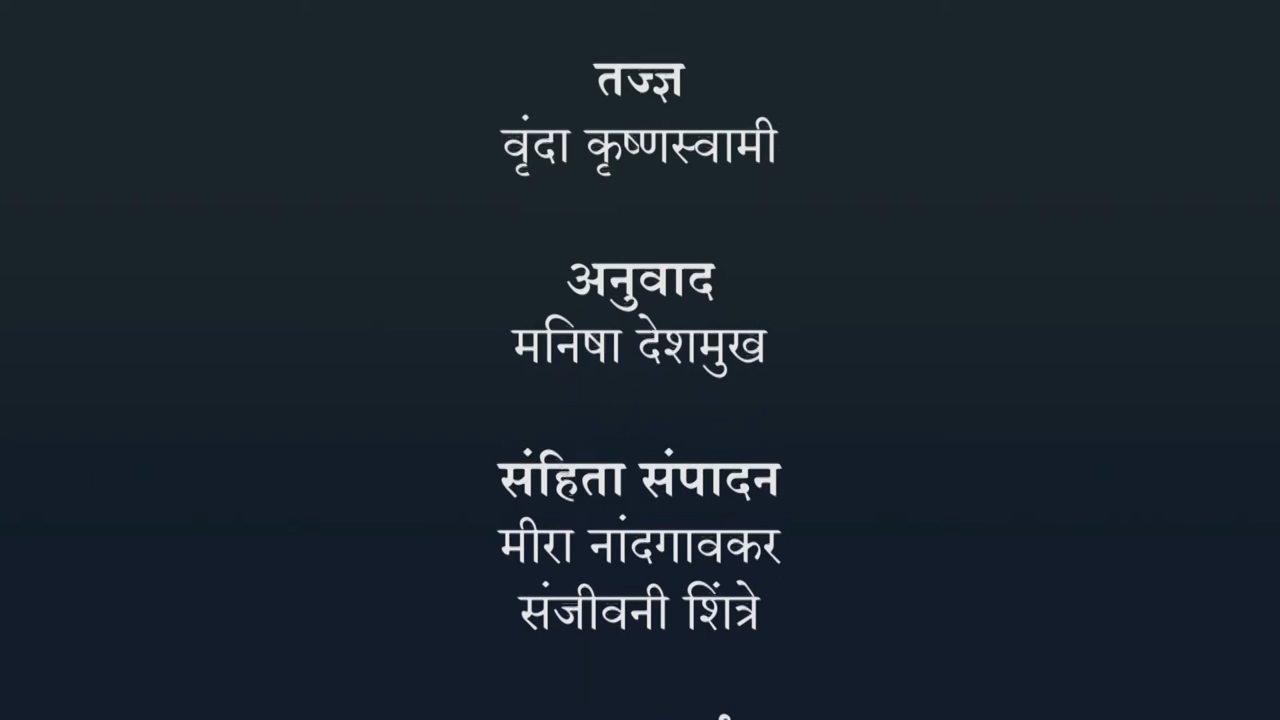 तज्ज्ञ
वृंदा कृष्णस्वामी
अनुवाद
मनिषा देशमुख
संहिता संपादन
मीरा नांदगावकर
संजीवनी शिंत्रे